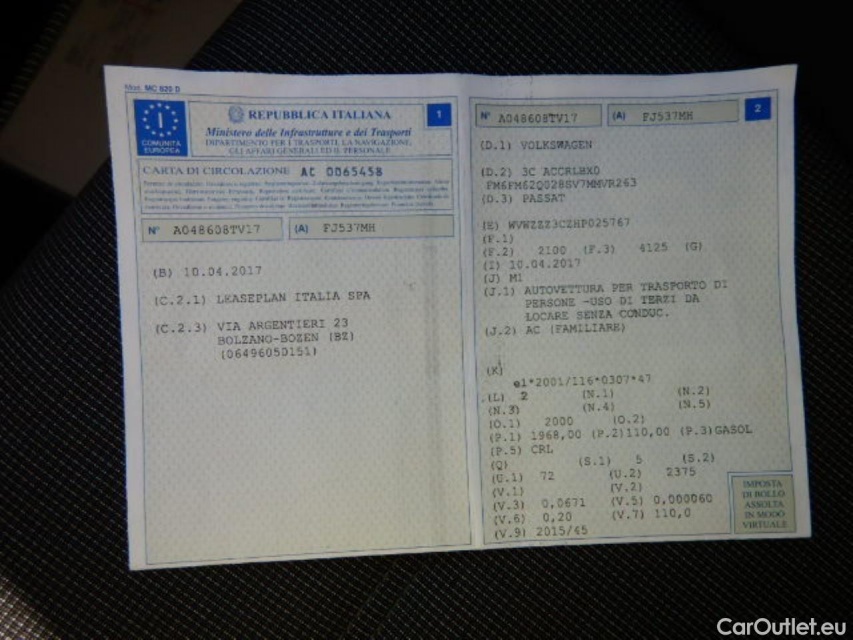 Mod. MC 820 D
COMUNITÀ EUROPEA
I
REPUBBLICA ITALIANA
1
Ministero delle Infrastrutture e dei Trasporti
DIPARTIMENTO PER I TRASPORTI, LA NAVIGAZIONE,
GLI AFFARI GENERALI ED IL PERSONALE
CARTA DI CIRCOLAZIONE AC 0065458
N° A048608TV17 (A) FJ537MH
(B) 10.04.2017
(C.2.1) LEASEPLAN ITALIA SPA
(C.2.3) VIA ARGENTIERI 23
BOLZANO-BOZEN (BZ)
(06496050151)
N° A048608TV17 (A) FJ537MH 2
(D.1) VOLKSWAGEN
(D.2) 3C ACCRLBX0
FM6FM62Q028SV7MMVR263
(D.3) PASSAT
(E) WVWZZZ3CZHP025767
(F.1)
(F.2) 2100 (F.3) 4125 (G)
(I) 10.04.2017
(J) M1
(J.1) AUTOVETTURA PER TRASPORTO DI
PERSONE -USO DI TERZI DA
LOCARE SENZA CONDUC.
(J.2) AC (FAMILIARE)
(K)
e1*2001/116*0307*47
(L) 2 (N.1) (N.2)
(N.3) (N.4) (N.5)
(O.1) 2000 (O.2)
(P.1) 1968,00 (P.2)110,00 (P.3)GASOL
(P.5) CRL
(Q) (S.1) 5 (S.2)
(U.1) 72 (U.2) 2375
(V.1) (V.2)
(V.3) 0,0671 (V.5) 0,000060
(V.6) 0,20 (V.7) 110,0
(V.9) 2015/45
IMPOSTA
DI BOLLO
ASSOLTA
IN MODO
VIRTUALE
CarOutlet.eu